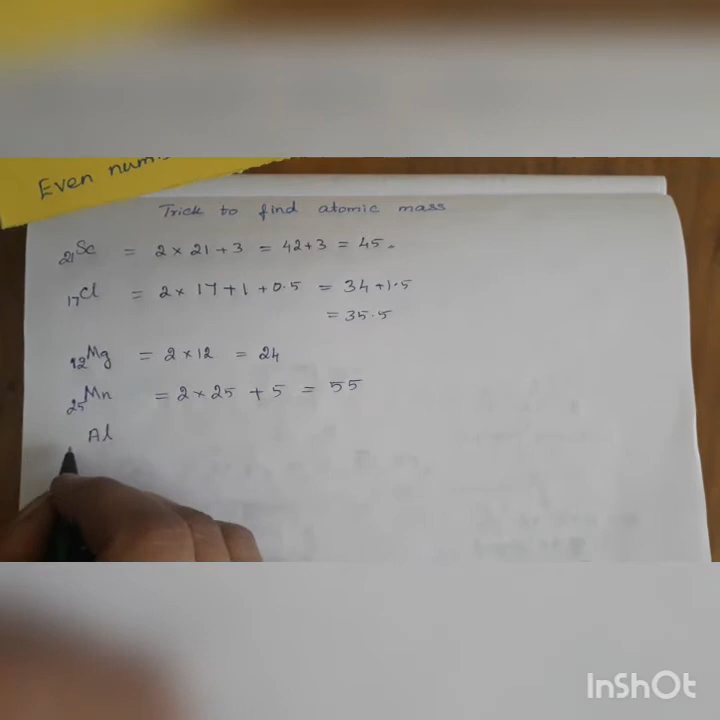 Even num
Trick to find atomic mass
21Sc = 2 × 21 + 3 = 42 + 3 = 45.
17Cl = 2 × 17 + 1 + 0.5 = 34 + 1.5
= 35.5
12Mg = 2 × 12 = 24
25Mn = 2 × 25 + 5 = 55
Al
InShOt